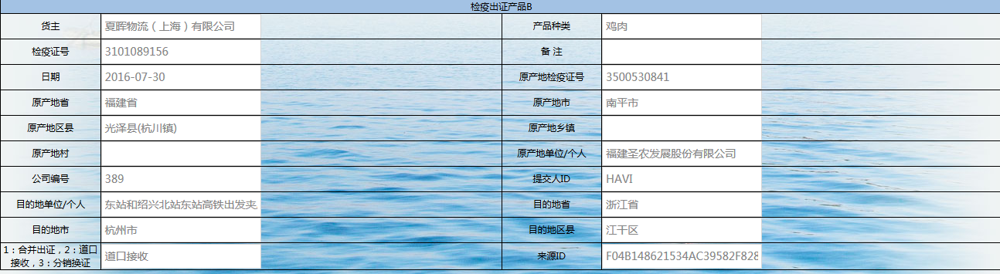 检疫出证产品B
货主 夏晖物流（上海）有限公司 产品种类 鸡肉
检疫证号 3101089156 备 注
日期 2016-07-30 原产地检疫证号 3500530841
原产地省 福建省 原产地市 南平市
原产地区县 光泽县(杭川镇) 原产地乡镇
原产地村 原产地单位/个人 福建圣农发展股份有限公司
公司编号 389 提交人ID HAVI
目的地单位/个人 东站和绍兴北站东站高铁出发夹 目的地省 浙江省
目的地市 杭州市 目的地区县 江干区
1：合并出证，2：道口
接收，3：分销换证 道口接收 来源ID F04B148621534AC39582F828